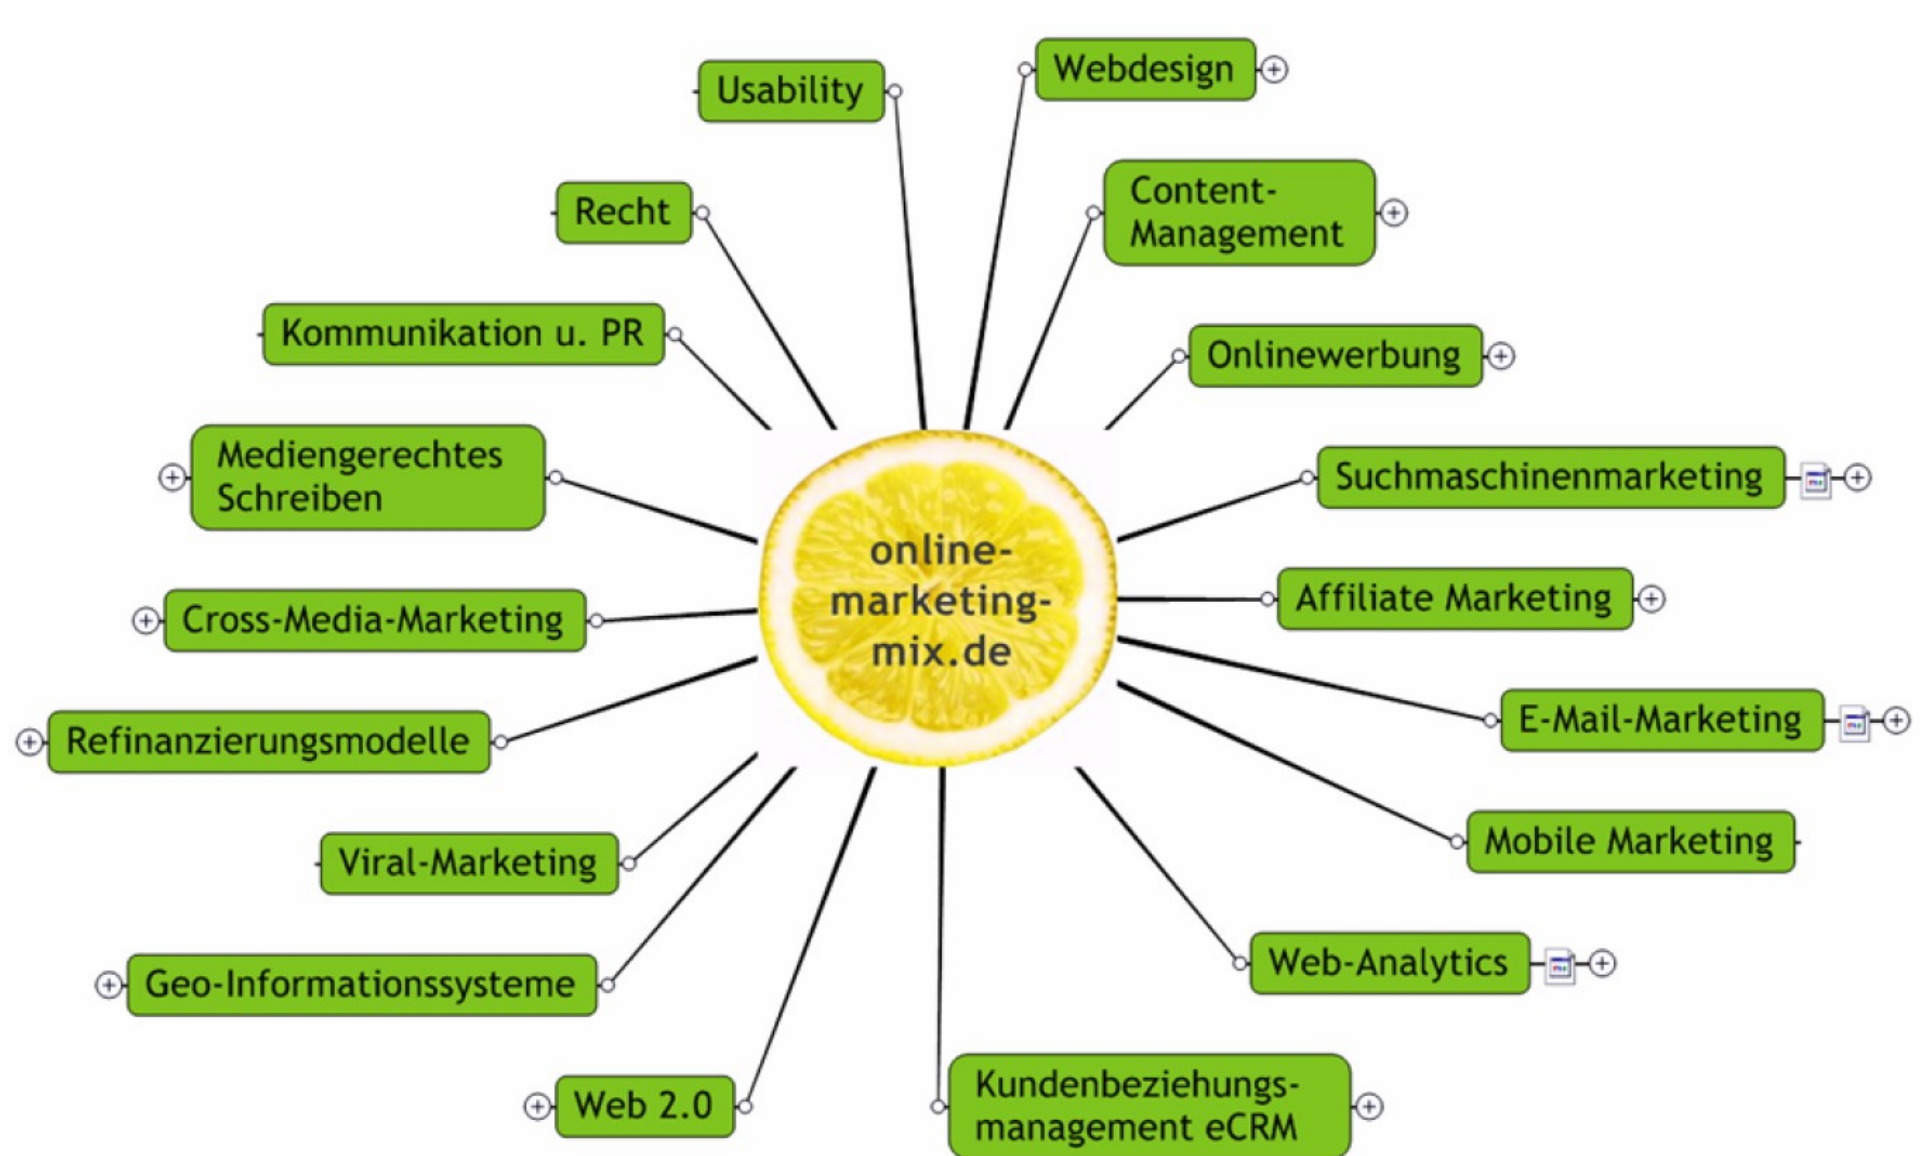 Usability
Webdesign
Content-
Management
Recht
Kommunikation u. PR
Onlinewerbung
Mediengerechtes
Schreiben
Suchmaschinenmarketing
online-
marketing-
mix.de
Cross-Media-Marketing
Affiliate Marketing
Refinanzierungsmodelle
E-Mail-Marketing
Viral-Marketing
Mobile Marketing
Geo-Informationssysteme
Web-Analytics
Web 2.0
Kundenbeziehungs-
management eCRM